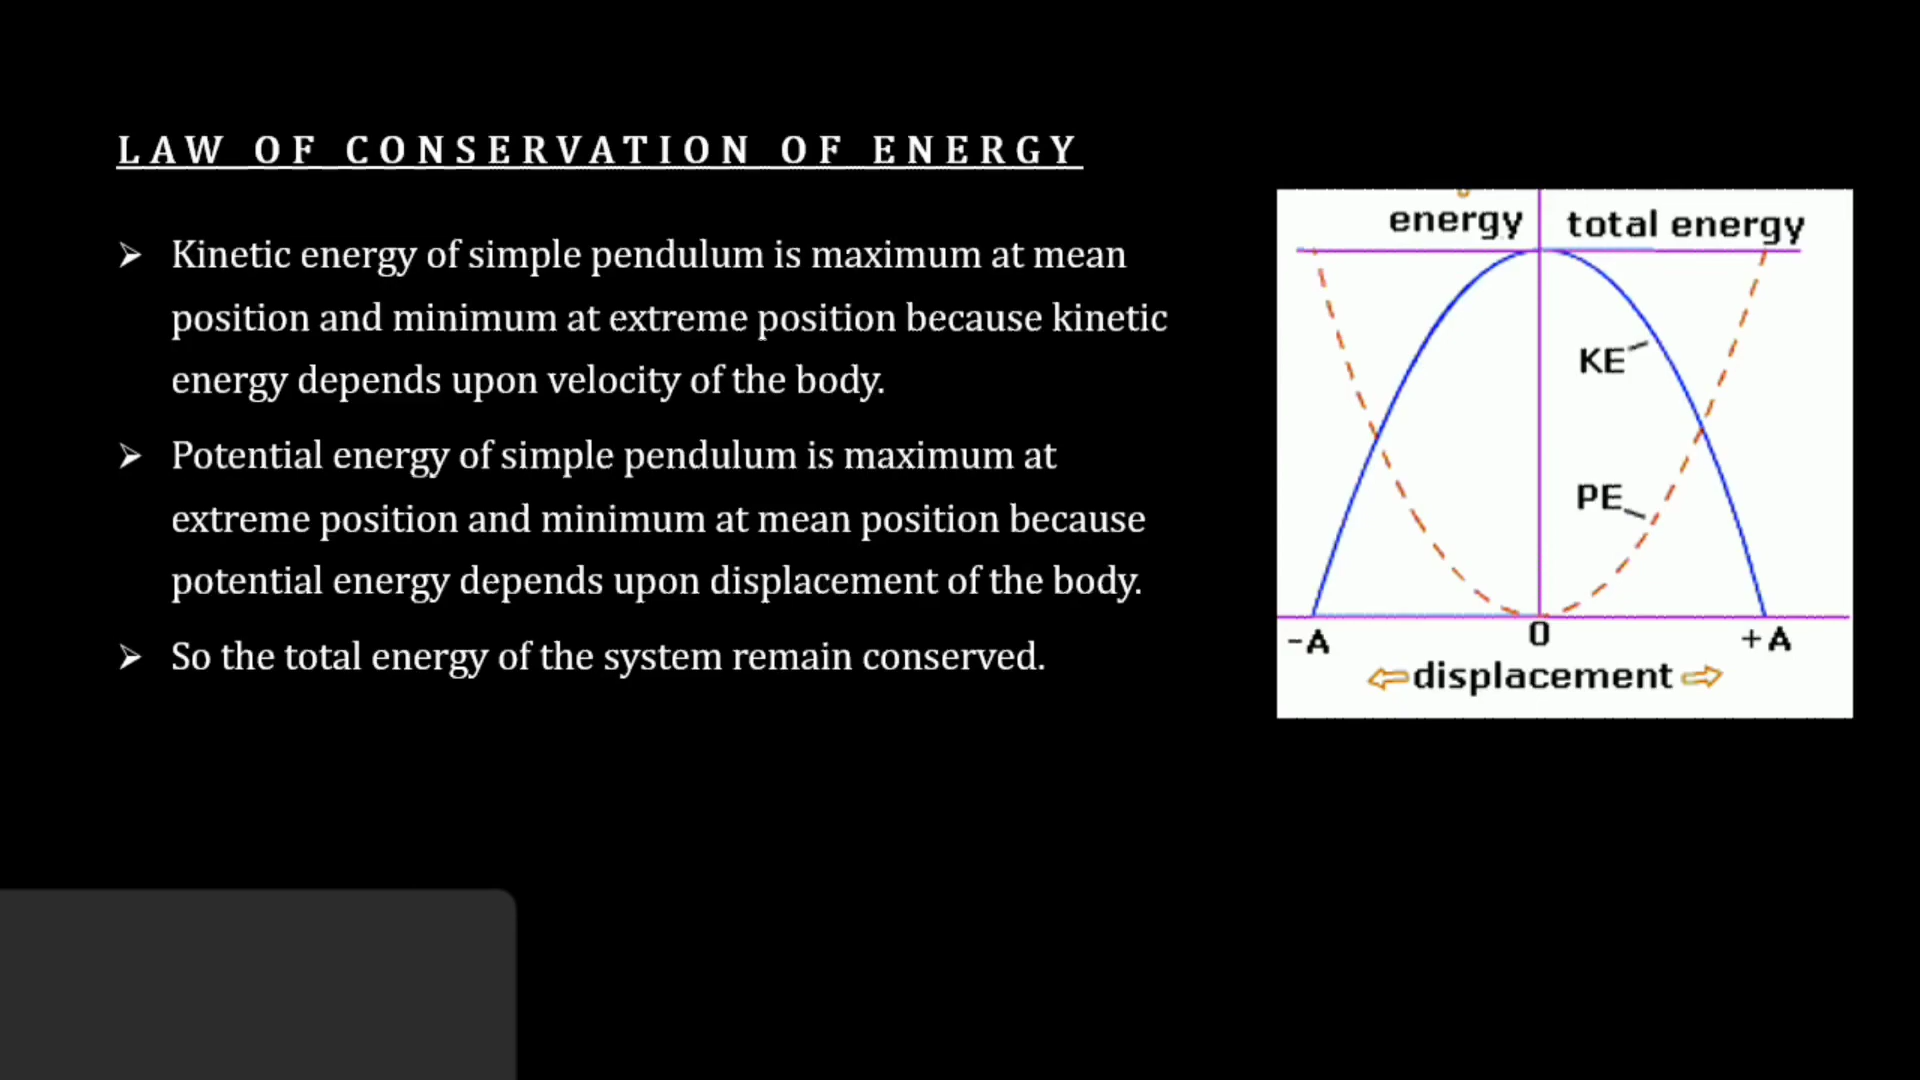 LAW OF CONSERVATION OF ENERGY
➢ Kinetic energy of simple pendulum is maximum at mean
position and minimum at extreme position because kinetic
energy depends upon velocity of the body.
➢ Potential energy of simple pendulum is maximum at
extreme position and minimum at mean position because
potential energy depends upon displacement of the body.
➢ So the total energy of the system remain conserved.
energy total energy
KE
PE
-A 0 +A
displacement